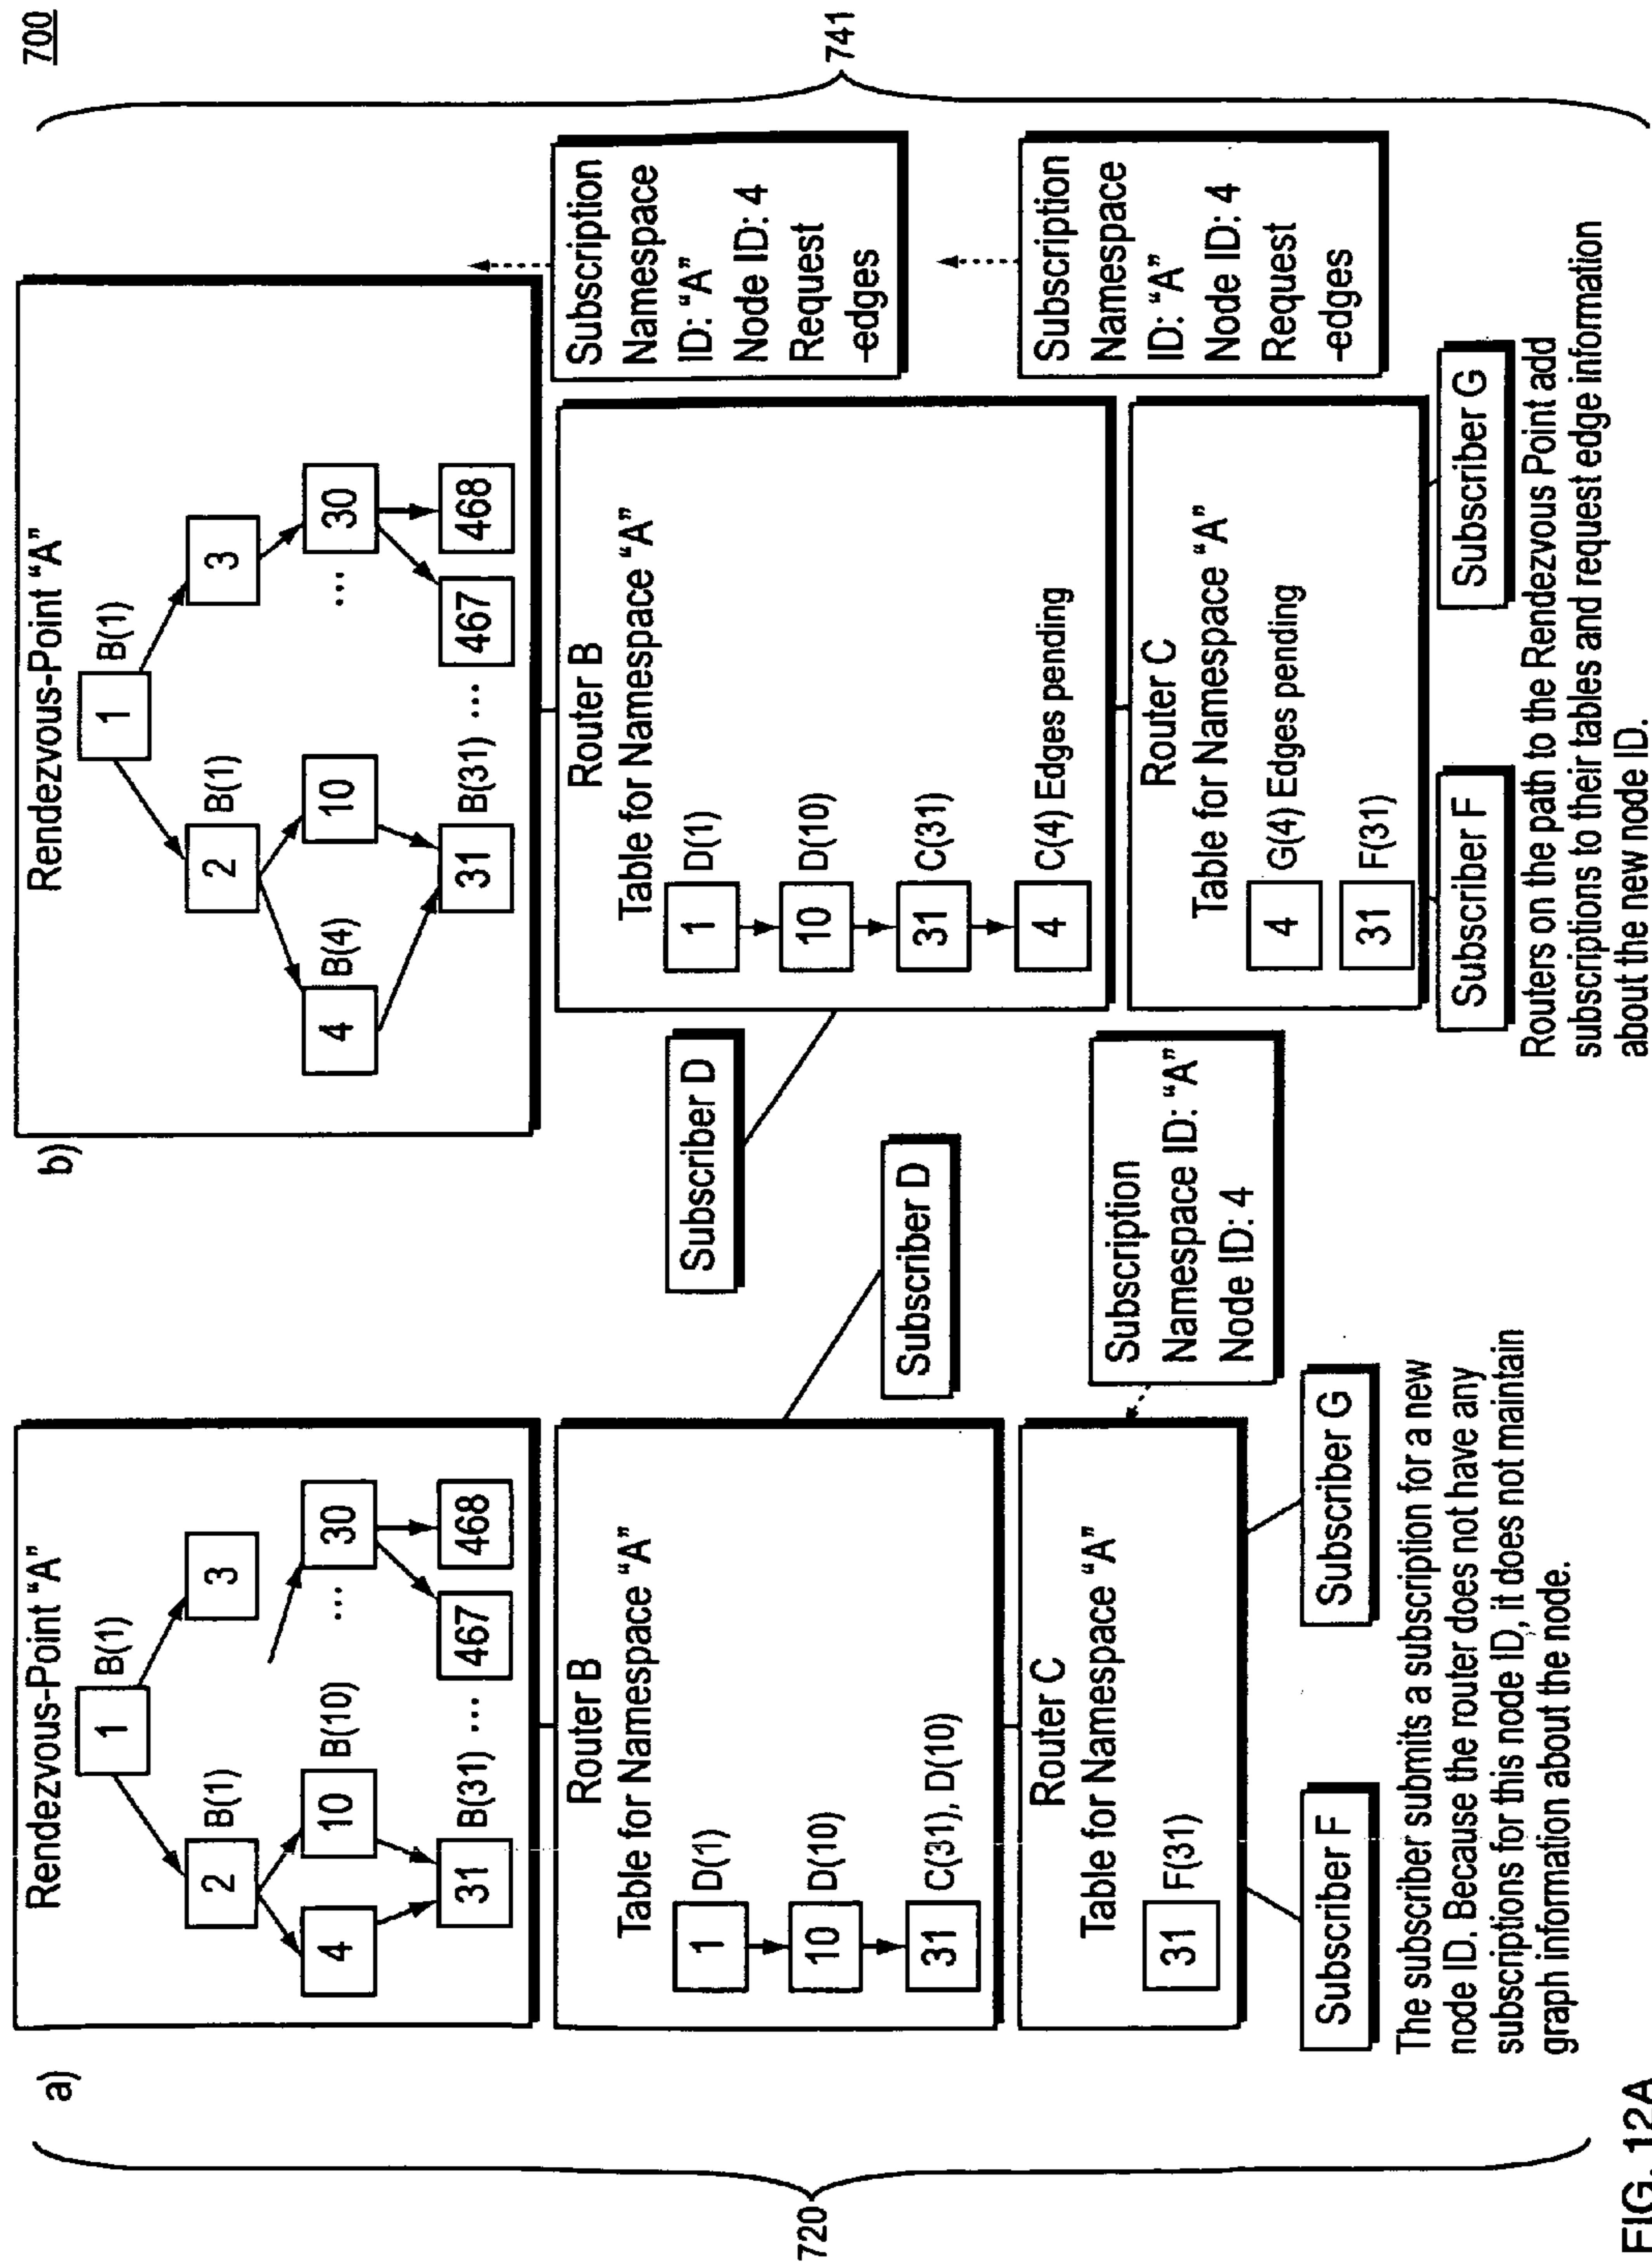 700
a)
Rendezvous-Point “A”
1
B(1)
2
B(1)
3
4
10
B(10)
30
...
31
B(31)
...
467
468
Router B
Table for Namespace “A”
1
D(1)
10
D(10)
31
C(31), D(10)
Subscriber D
Router C
Table for Namespace “A”
31
F(31)
Subscription
Namespace ID: “A”
Node ID: 4
Subscriber F
Subscriber G
The subscriber submits a subscription for a new
node ID. Because the router does not have any
subscriptions for this node ID, it does not maintain
graph information about the node.
720
b)
Rendezvous-Point “A”
1
B(1)
2
B(1)
3
4
B(4)
10
30
...
31
B(31)
...
467
468
Subscription
Namespace
ID: “A”
Node ID: 4
Request
-edges
Router B
Table for Namespace “A”
1
D(1)
10
D(10)
31
C(31)
4
C(4) Edges pending
Subscriber D
Subscription
Namespace
ID: “A”
Node ID: 4
Request
-edges
Router C
Table for Namespace “A”
4
G(4) Edges pending
31
F(31)
Subscriber F
Subscriber G
Routers on the path to the Rendezvous Point add
subscriptions to their tables and request edge information
about the new node ID.
741
FIG. 12A